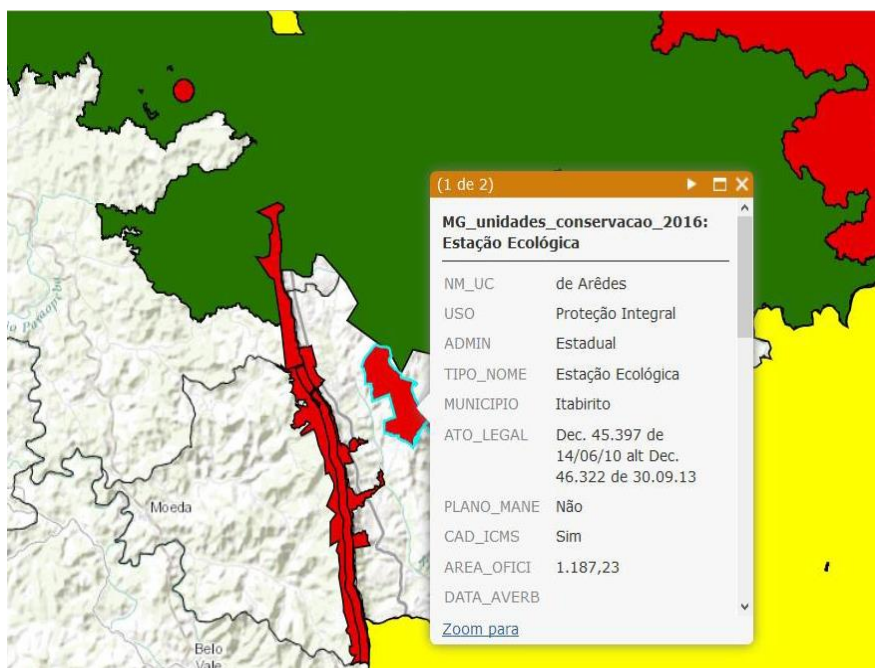 (1 de 2)
MG_unidades_conservacao_2016:
Estação Ecológica
NM_UC de Arêdes
USO Proteção Integral
ADMIN Estadual
TIPO_NOME Estação Ecológica
MUNICIPIO Itabirito
ATO_LEGAL Dec. 45.397 de
14/06/10 alt Dec.
46.322 de 30.09.13
PLANO_MANE Não
CAD_ICMS Sim
AREA_OFICI 1.187,23
DATA_AVERB
Zoom para
Paraopeba
Moeda
Belo
Vale